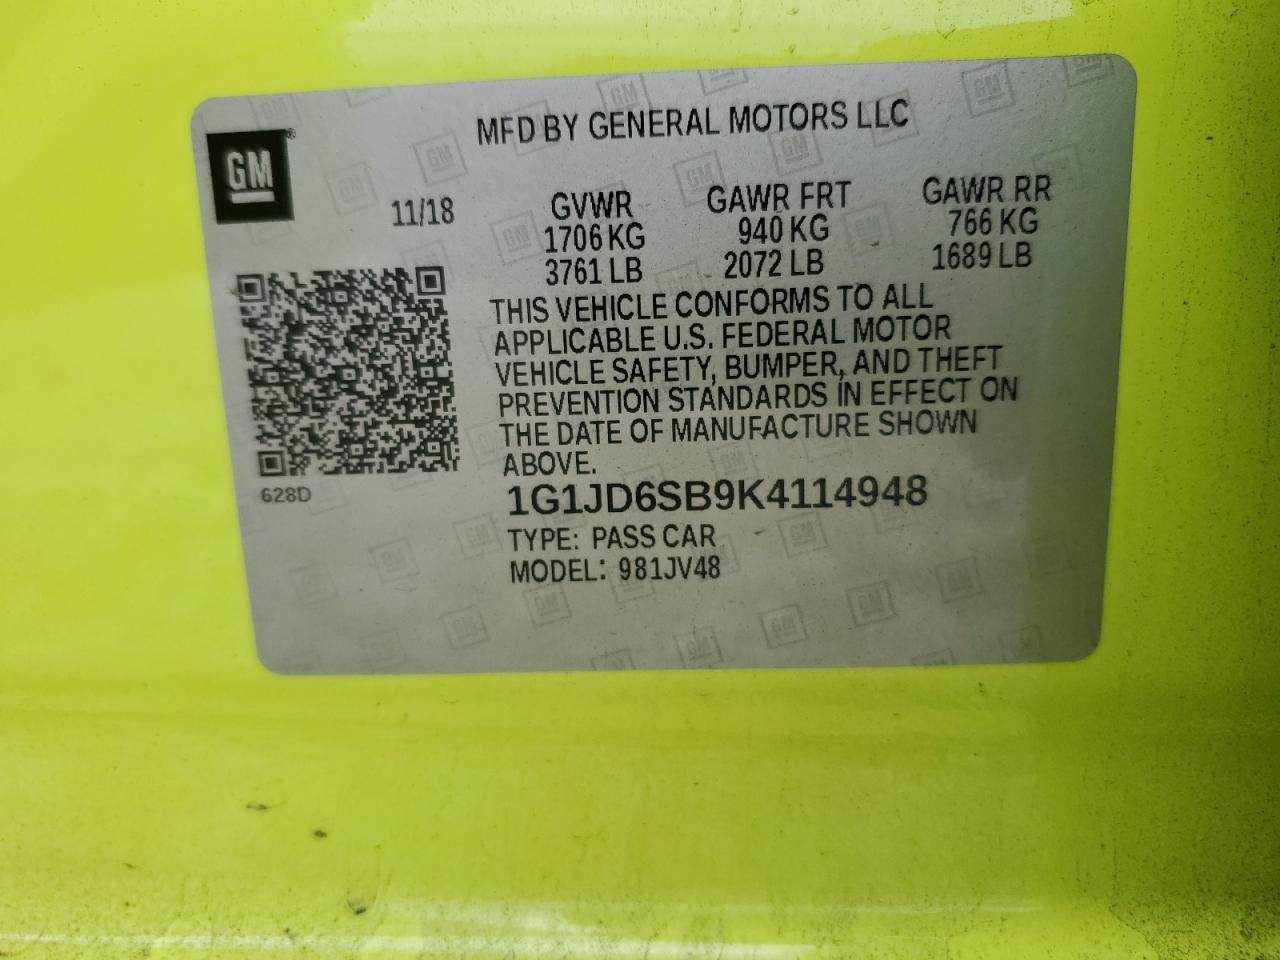 MFD BY GENERAL MOTORS LLC
GM®
11/18 GVWR GAWR FRT GAWR RR
1706 KG 940 KG 766 KG
3761 LB 2072 LB 1689 LB
THIS VEHICLE CONFORMS TO ALL
APPLICABLE U.S. FEDERAL MOTOR
VEHICLE SAFETY, BUMPER, AND THEFT
PREVENTION STANDARDS IN EFFECT ON
THE DATE OF MANUFACTURE SHOWN
ABOVE.
628D
1G1JD6SB9K4114948
TYPE: PASS CAR
MODEL: 981JV48